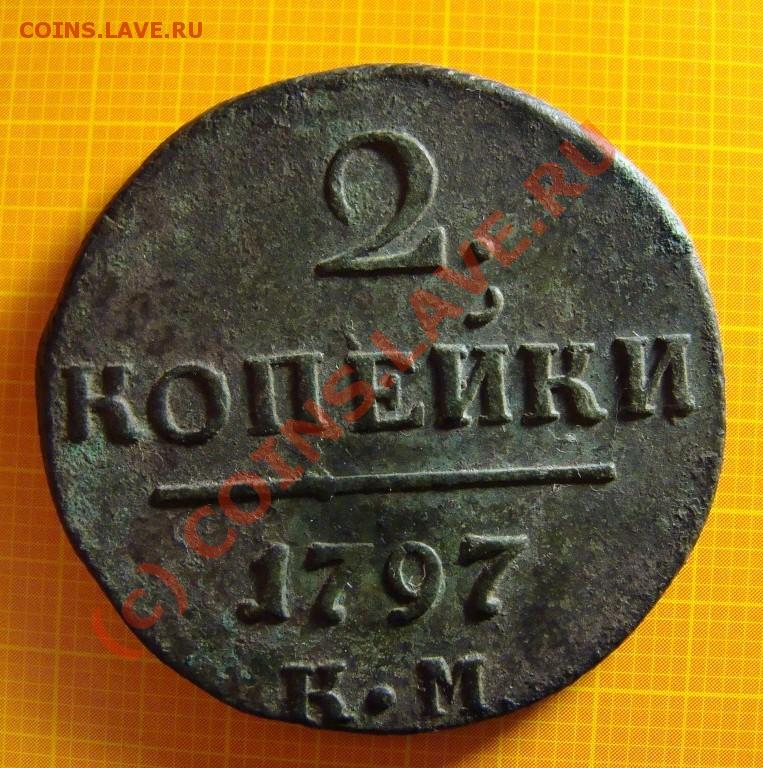 COINS.LAVE.RU
2
КОПЕЙКИ
1797
К·М
(c) COINS.LAVE.RU